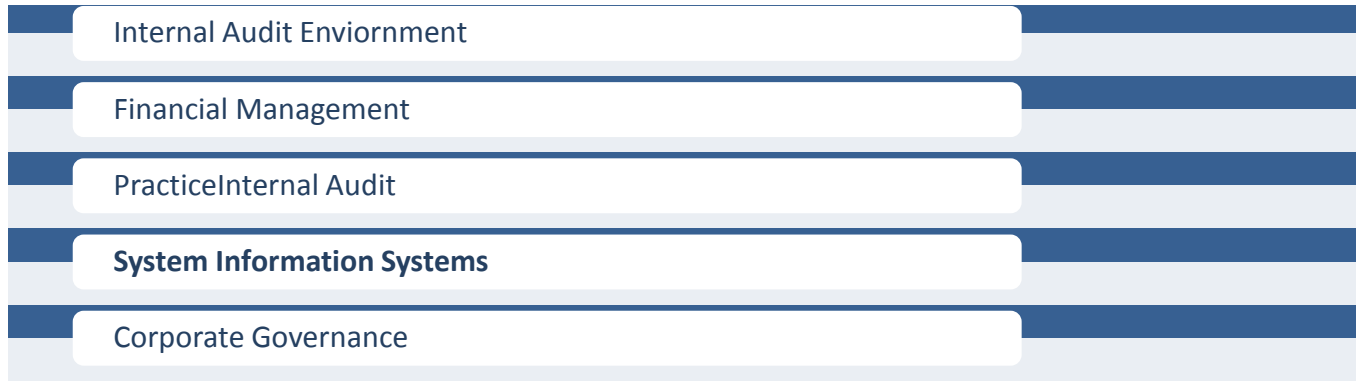 Internal Audit Enviornment
Financial Management
PracticeInternal Audit
System Information Systems
Corporate Governance